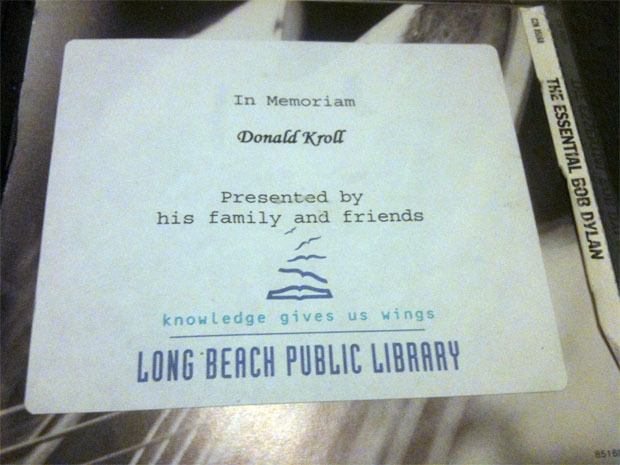 In Memoriam
Donald Kroll
Presented by
his family and friends
knowledge gives us wings
LONG BEACH PUBLIC LIBRARY
THE ESSENTIAL BOB DYLAN